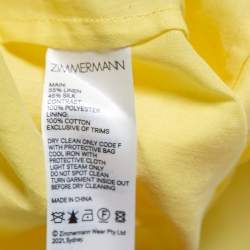 ZIMMERMANN
MAIN:
55% LINEN
45% SILK
CONTRAST
100% POLYESTER
LINING:
100% COTTON
EXCLUSIVE OF TRIMS
DRY CLEAN ONLY CODE F
WITH PROTECTIVE BAG
COOL IRON WITH
PROTECTIVE CLOTH
LIGHT STEAM ONLY
DO NOT SPOT CLEAN
TURN GARMENT INSIDE OUT
BEFORE DRY CLEANING
MADE IN CHINA
© Zimmermann Wear Pty Ltd
2021, Sydney.